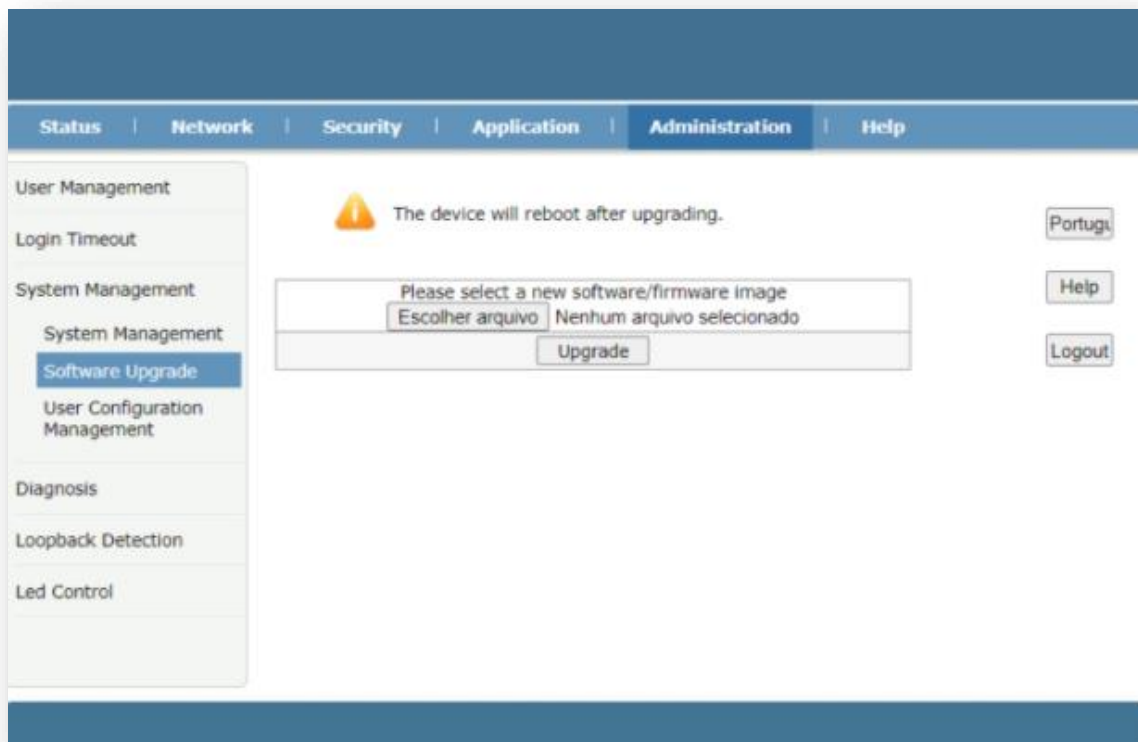 Status | Network | Security | Application | Administration | Help
User Management
Login Timeout
System Management
System Management
Software Upgrade
User Configuration
Management
Diagnosis
Loopback Detection
Led Control
The device will reboot after upgrading.
Please select a new software/firmware image
Escolher arquivo Nenhum arquivo selecionado
Upgrade
Portugu
Help
Logout